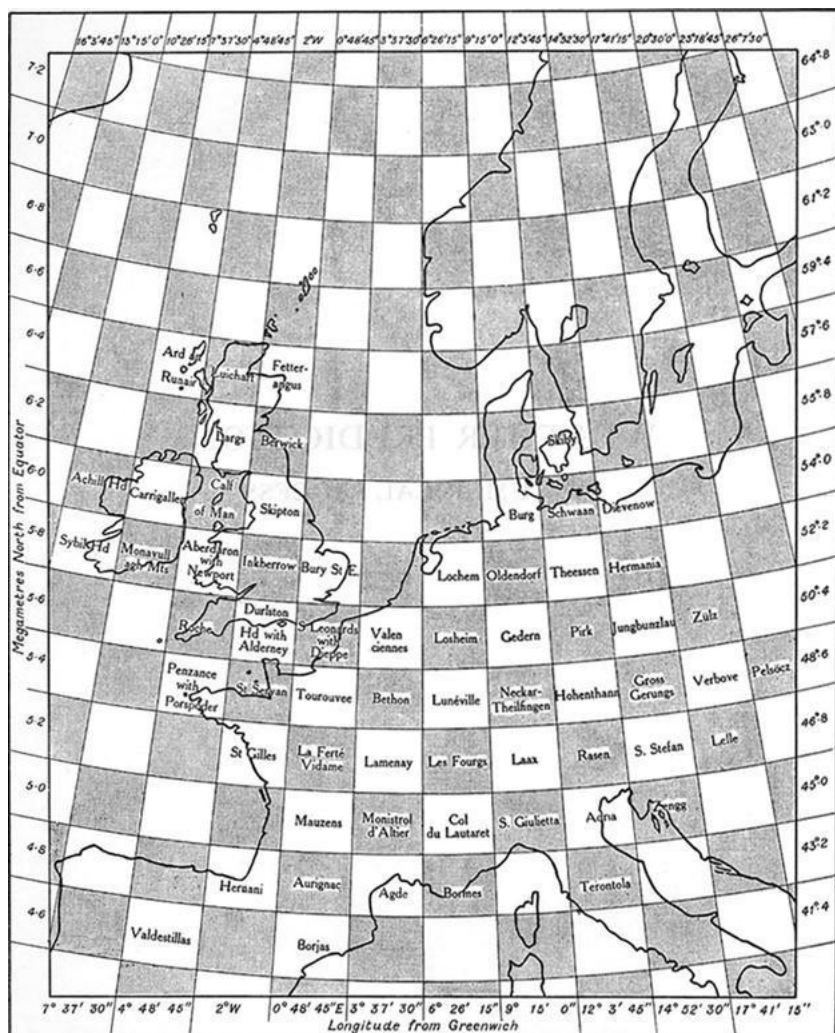 16°5'45" 13°15'0" 10°26'15" 7°37'30" 4°48'45" 2°W 0°48'45" 3°37'30" 6°26'15" 9°15'0" 12°3'45" 14°52'30" 17°41'15" 20°30'0" 23°18'45" 26°7'30"
7·2
64°·8
7·0
63°·0
6·8
61°·2
6·6
59°·4
6·4
57°·6
Runair
Luichart
Fetter-
angus
6·2
55°·8
Largs
Berwick
6·0
54°·0
Achill Hd
Carrigallen
Calf
of Man
Skipton
Burg
Schwaan
Dievenow
5·8
52°·2
Sybil Hd
Monavull
agh Mts
Aberdaron
with
Newport
Inkberrow
Bury St E.
Lochem
Oldendorf
Theessen
Hermania
5·6
50°·4
Roche
Durlston
Hd with
Alderney
S Leonards
with
Dieppe
Valen
ciennes
Losheim
Gedern
Pirk
Jungbunzlau
Zülz
5·4
48°·6
Penzance
with
Porspoder
St Servan
Tourouvee
Bethon
Lunéville
Neckar-
Theilfingen
Hohenthann
Gross
Gerungs
Verbove
Pelsöcz
5·2
46°·8
St Gilles
La Ferté
Vidame
Lamenay
Les Fourgs
Laax
Rasen
S. Stefan
Lelle
5·0
45°·0
Mauzens
Monistrol
d'Altier
Col
du Lautaret
S. Giulietta
Adria
4·8
43°·2
Hernani
Aurignac
Agde
Bormes
Terontola
4·6
41°·4
Valdestillas
Borjas
Megametres North from Equator
7° 37' 30" 4° 48' 45" 2°W 0° 48' 45"E 3° 37' 30" 6° 26' 15" 9° 15' 0" 12° 3' 45" 14° 52' 30" 17° 41' 15"
Longitude from Greenwich